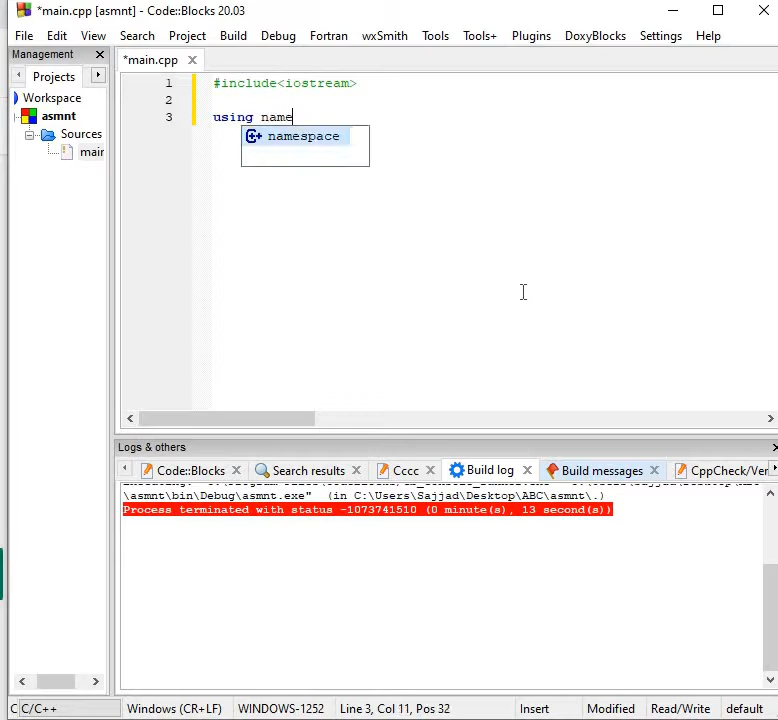 *main.cpp [asmnt] - Code::Blocks 20.03
File Edit View Search Project Build Debug Fortran wxSmith Tools Tools+ Plugins DoxyBlocks Settings Help
Management
*main.cpp
Projects
1 #include<iostream>
2
3 using name
namespace
Workspace
asmnt
Sources
main
Logs & others
Code::Blocks Search results Cccc Build log Build messages CppCheck/Ver
\asmnt\bin\Debug\asmnt.exe" (in C:\Users\Sajjad\Desktop\ABC\asmnt\.)
Process terminated with status -1073741510 (0 minute(s), 13 second(s))
C/C++ Windows (CR+LF) WINDOWS-1252 Line 3, Col 11, Pos 32 Insert Modified Read/Write default